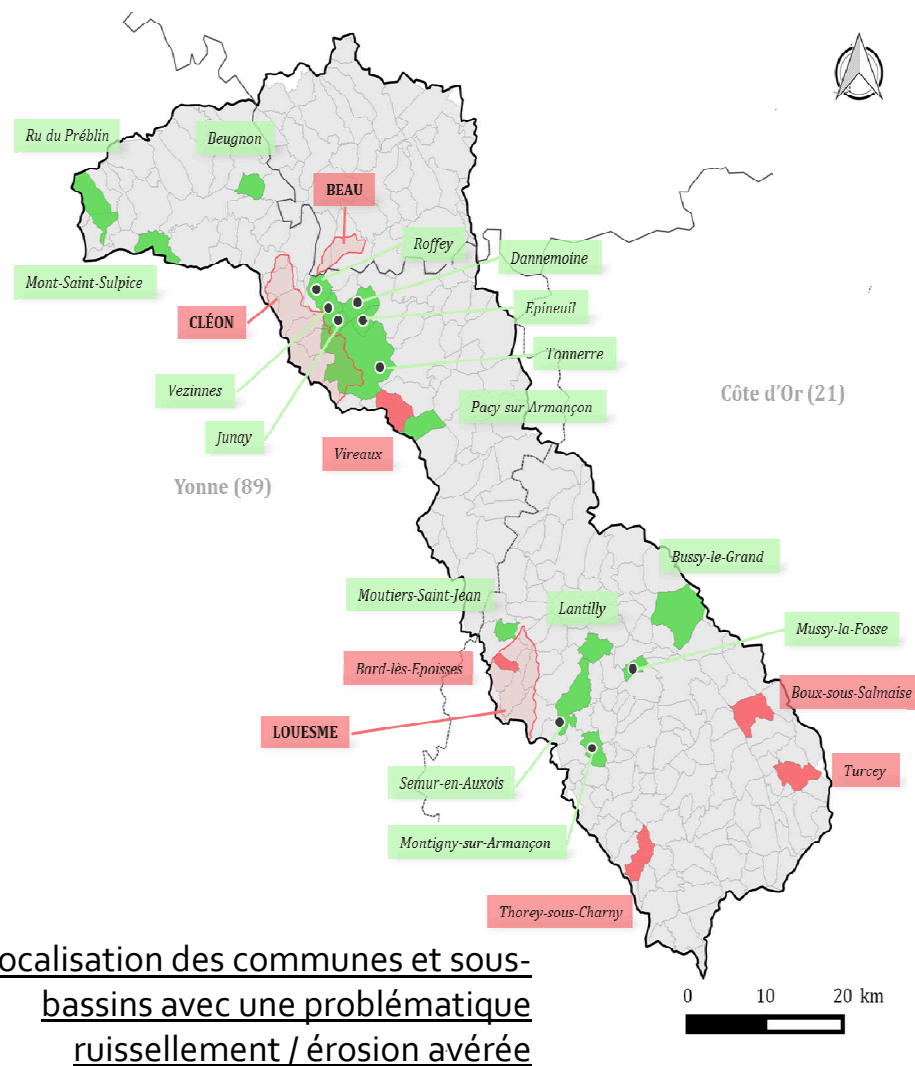 Ru du Préblin
Beugnon
BEAU
Roffey
Dannemoine
Mont-Saint-Sulpice
Epineuil
CLÉON
Tonnerre
Vezinnes
Côte d'Or (21)
Pacy sur Armançon
Junay
Vireaux
Yonne (89)
Bussy-le-Grand
Moutiers-Saint-Jean
Lantilly
Mussy-la-Fosse
Bard-lès-Epoisses
Boux-sous-Salmaise
LOUESME
Turcey
Semur-en-Auxois
Montigny-sur-Armançon
Thorey-sous-Charny
ocalisation des communes et sous-
bassins avec une problématique
ruissellement / érosion avérée
0 10 20 km